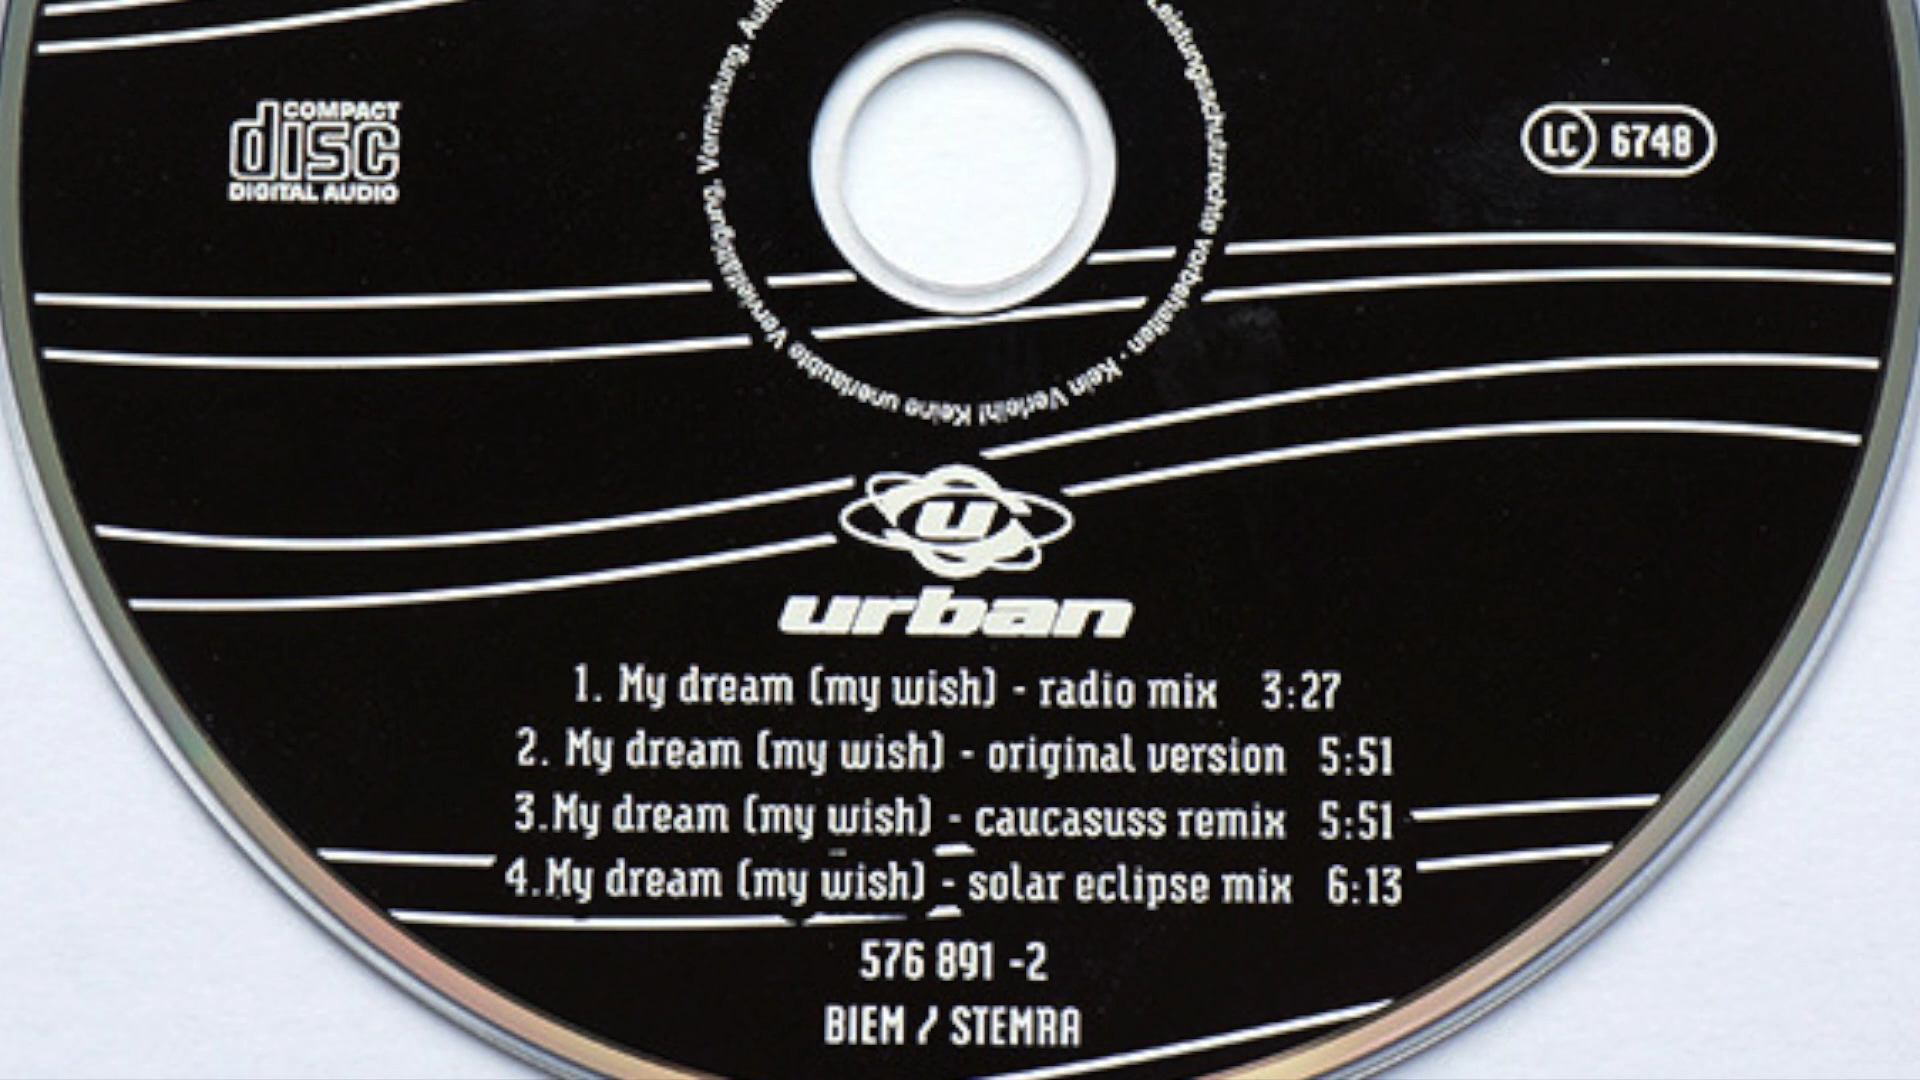 COMPACT
disc
DIGITAL AUDIO
LC 6748
Leistungsschutzrechte vorbehalten · Kein Verleih! Keine unerlaubte Vervielfältigung, Vermietung,
u
urban
1. My dream (my wish) - radio mix 3:27
2. My dream (my wish) - original version 5:51
3.My dream (my wish) - caucasuss remix 5:51
4.My dream (my wish) - solar eclipse mix 6:13
576 891 -2
BIEM / STEMRA